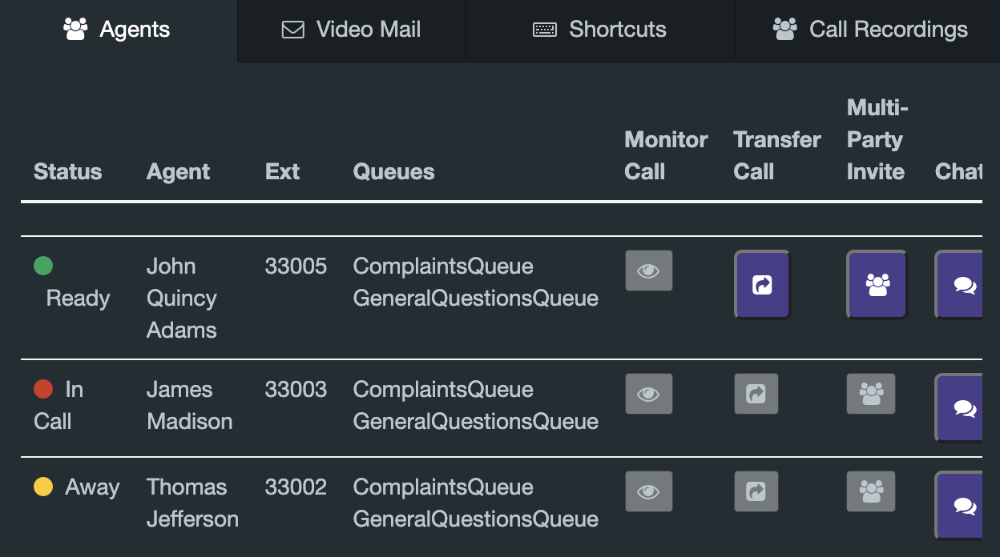 Agents
Video Mail
Shortcuts
Call Recordings
Status
Agent
Ext
Queues
Monitor
Call
Transfer
Call
Multi-
Party
Invite
Chat
Ready
John
Quincy
Adams
33005
ComplaintsQueue
GeneralQuestionsQueue
In
Call
James
Madison
33003
ComplaintsQueue
GeneralQuestionsQueue
Away
Thomas
Jefferson
33002
ComplaintsQueue
GeneralQuestionsQueue